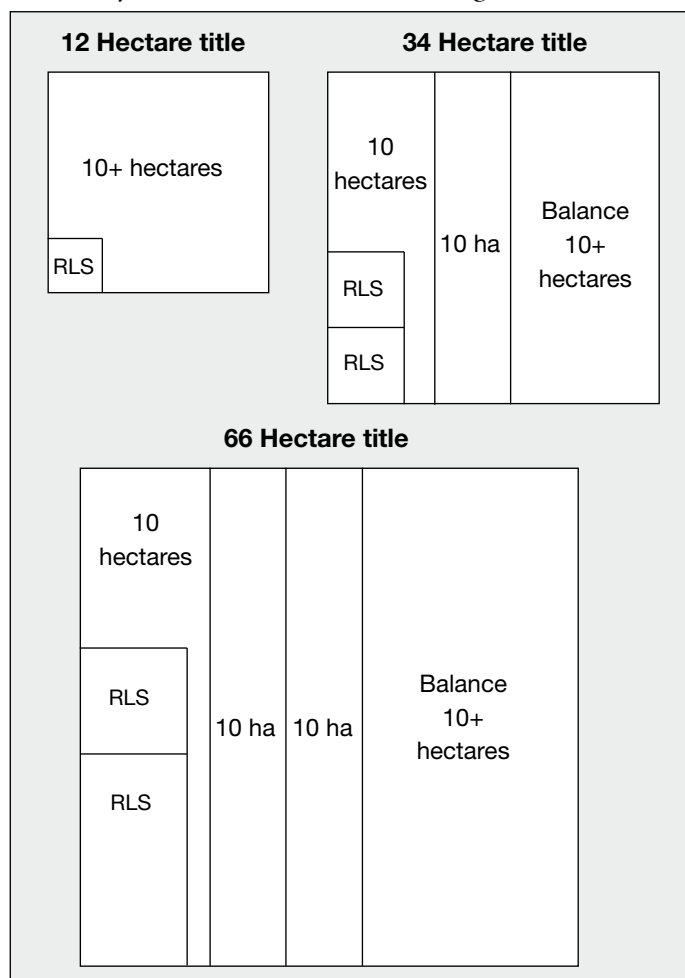 12 Hectare title
10+ hectares
RLS
34 Hectare title
10
hectares
RLS
RLS
10 ha
Balance
10+
hectares
66 Hectare title
10
hectares
RLS
RLS
10 ha
10 ha
Balance
10+
hectares